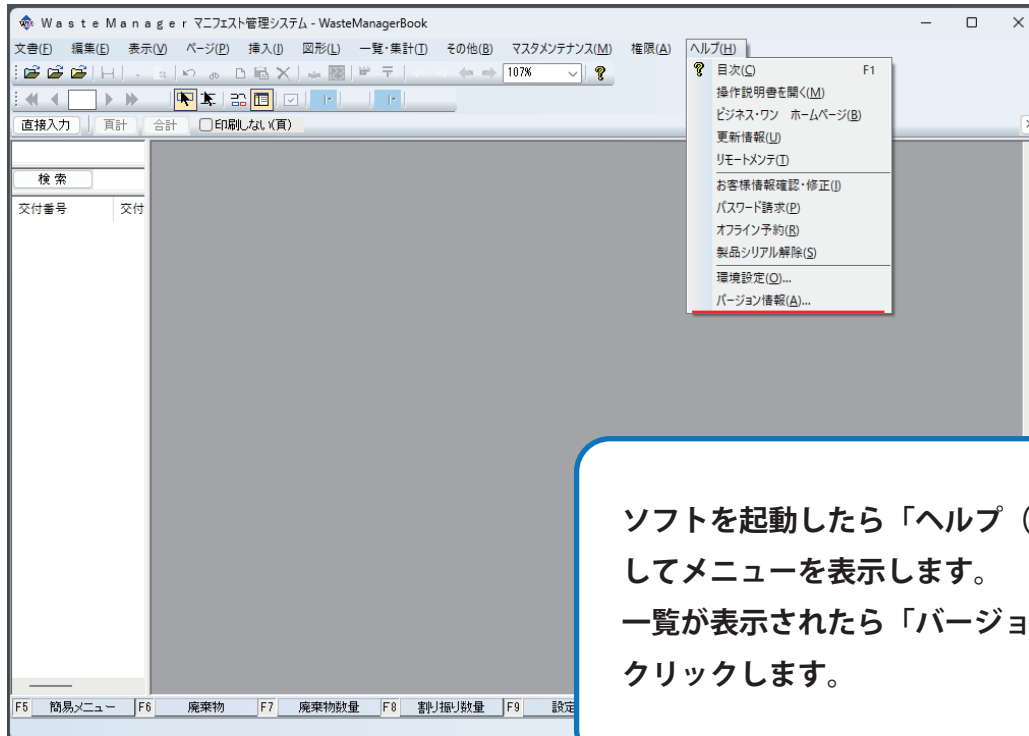 WasteManager マニフェスト管理システム - WasteManagerBook
文書(F) 編集(E) 表示(V) ページ(P) 挿入(I) 図形(L) 一覧・集計(T) その他(B) マスタメンテナンス(M) 権限(A) ヘルプ(H)
107%
直接入力 頁計 合計 印刷しない(頁)
検索
交付番号 交付
目次(C) F1
操作説明書を開く(M)
ビジネス・ワン ホームページ(B)
更新情報(U)
リモートメンテ(T)
お客様情報確認・修正(I)
パスワード請求(P)
オフライン予約(R)
製品シリアル解除(S)
環境設定(O)...
バージョン情報(A)...
ソフトを起動したら「ヘルプ（
してメニューを表示します。
一覧が表示されたら「バージョ
クリックします。
F5 簡易メニュー F6 廃棄物 F7 廃棄物数量 F8 割り振り数量 F9 設定